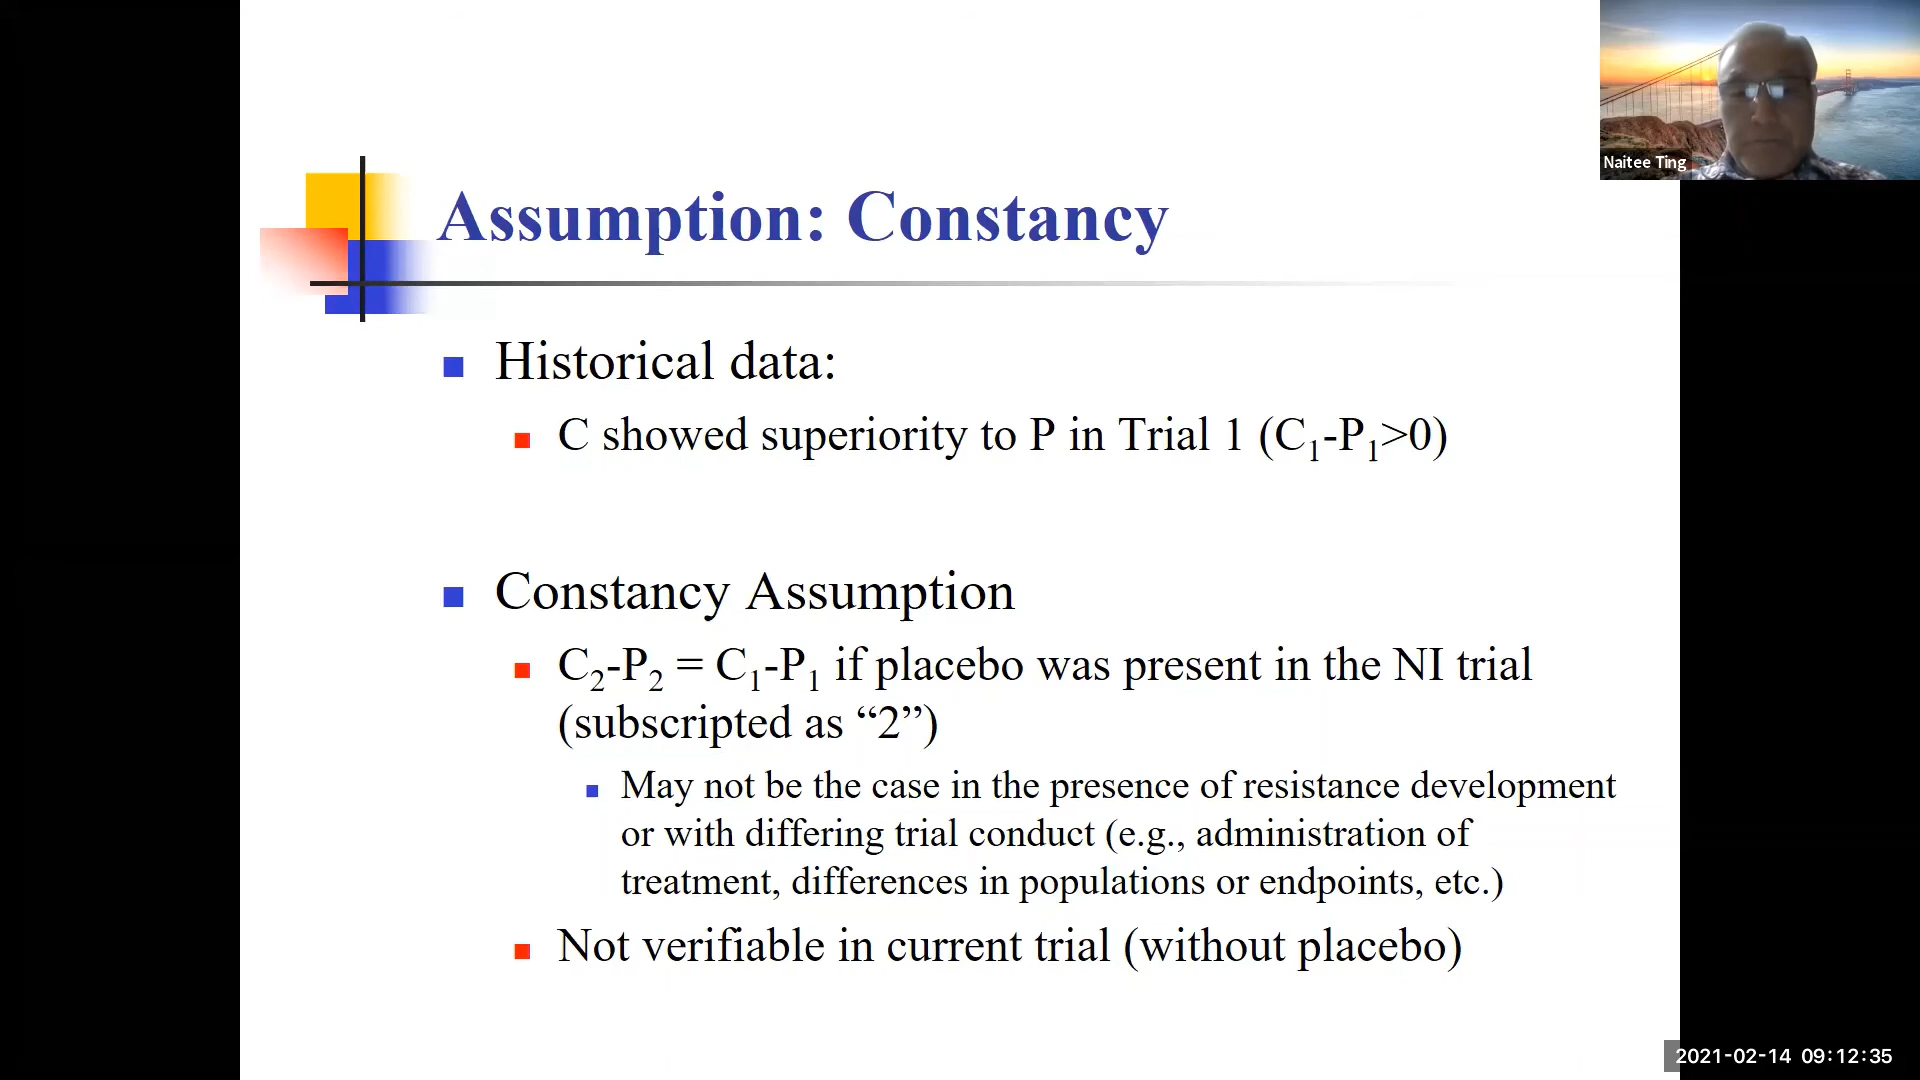 Naitee Ting
Assumption: Constancy
Historical data:
C showed superiority to P in Trial 1 (C₁-P₁>0)
Constancy Assumption
C₂-P₂ = C₁-P₁ if placebo was present in the NI trial
(subscripted as “2”)
May not be the case in the presence of resistance development
or with differing trial conduct (e.g., administration of
treatment, differences in populations or endpoints, etc.)
Not verifiable in current trial (without placebo)
2021-02-14 09:12:35